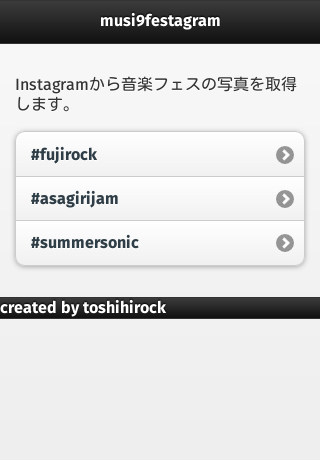 musi9festagram
Instagramから音楽フェスの写真を取得
します。
#fujirock
#asagirijam
#summersonic
created by toshihirock